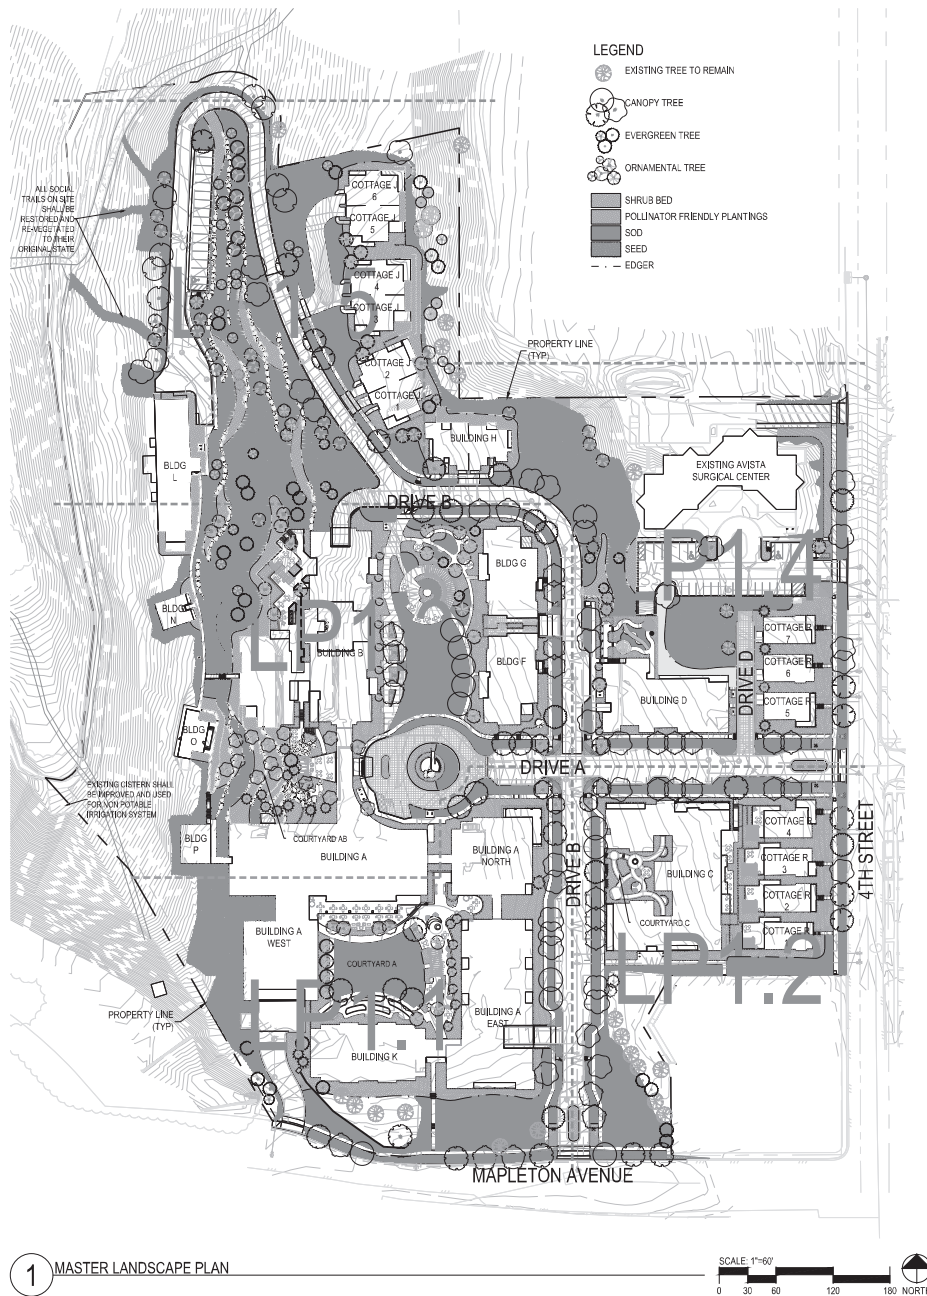 LEGEND
EXISTING TREE TO REMAIN
CANOPY TREE
EVERGREEN TREE
ORNAMENTAL TREE
SHRUB BED
POLLINATOR FRIENDLY PLANTINGS
SOD
SEED
EDGER
ALL SOCIAL
TRAILS ON SITE
SHALL BE
RESTORED AND
RE-VEGETATED
TO THEIR
ORIGINAL STATE
COTTAGE J
6
COTTAGE J
5
COTTAGE J
4
COTTAGE J
3
COTTAGE J
2
COTTAGE J
1
PROPERTY LINE
(TYP)
BUILDING H
BLDG
L
EXISTING AVISTA
SURGICAL CENTER
DRIVE B
BLDG G
LP1.4
BLDG
N
LP1.3
BUILDING B
BLDG F
COTTAGE R
7
COTTAGE R
6
COTTAGE R
5
DRIVE D
BUILDING D
BLDG
O
DRIVE A
EXISTING CISTERN SHALL
BE IMPROVED AND USED
FOR NON POTABLE
IRRIGATION SYSTEM
BLDG
P
COURTYARD AB
BUILDING A
BUILDING A
NORTH
DRIVE B
BUILDING C
COTTAGE R
4
COTTAGE R
3
COTTAGE R
2
COTTAGE R
4TH STREET
COURTYARD C
BUILDING A
WEST
COURTYARD A
LP1.2
LP1.1
PROPERTY LINE
(TYP)
BUILDING A
EAST
BUILDING K
MAPLETON AVENUE
1
MASTER LANDSCAPE PLAN
SCALE: 1"=60'
0 30 60 120 180
NORTH